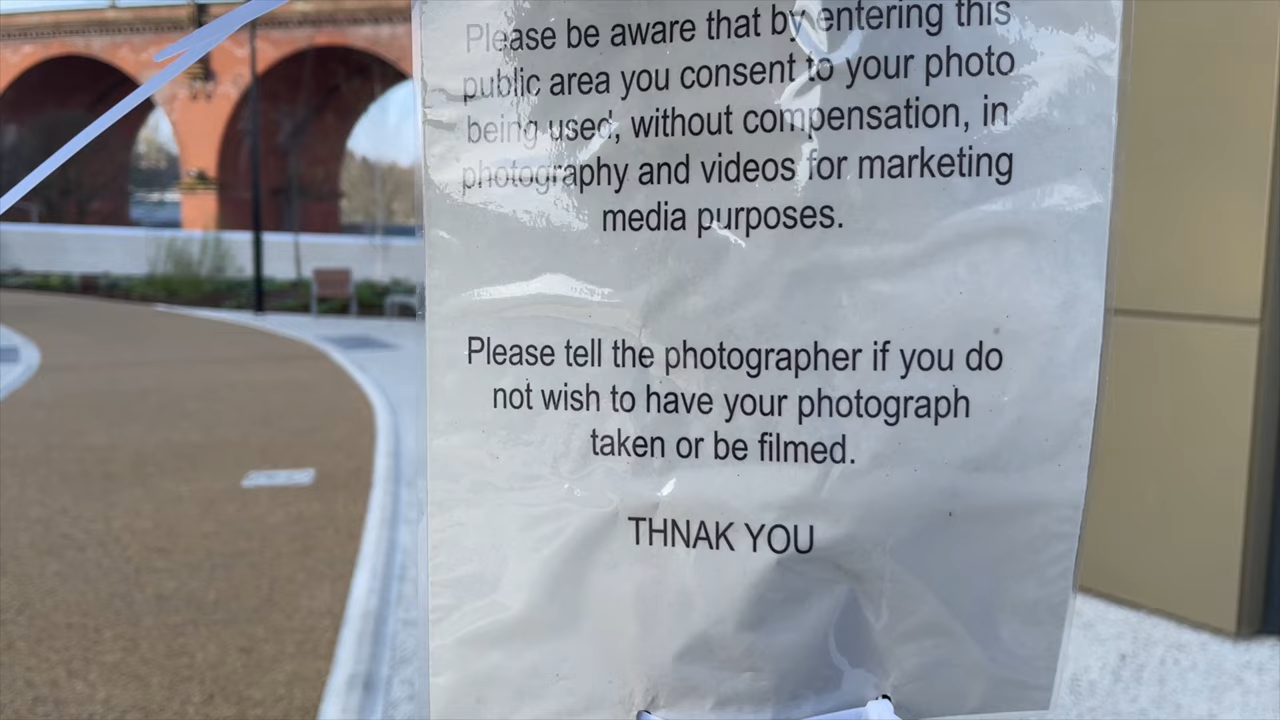 Please be aware that by entering this
public area you consent to your photo
being used, without compensation, in
photography and videos for marketing
media purposes.
Please tell the photographer if you do
not wish to have your photograph
taken or be filmed.
THNAK YOU